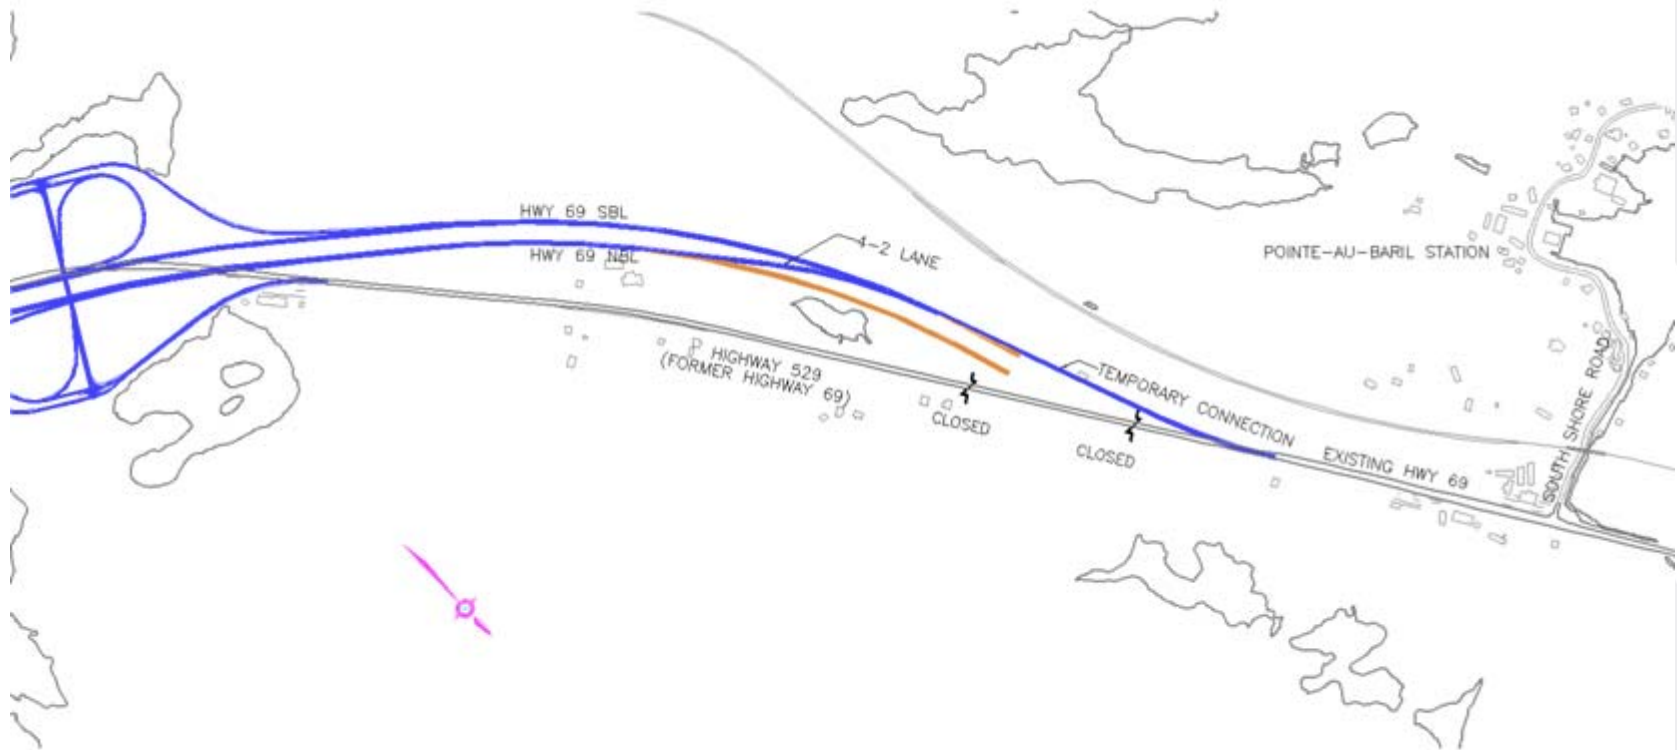 HWY 69 SBL
4-2 LANE
HWY 69 NBL
POINTE-AU-BARIL STATION
HIGHWAY 529
(FORMER HIGHWAY 69)
CLOSED
TEMPORARY CONNECTION
CLOSED
EXISTING HWY 69
SOUTH SHORE ROAD